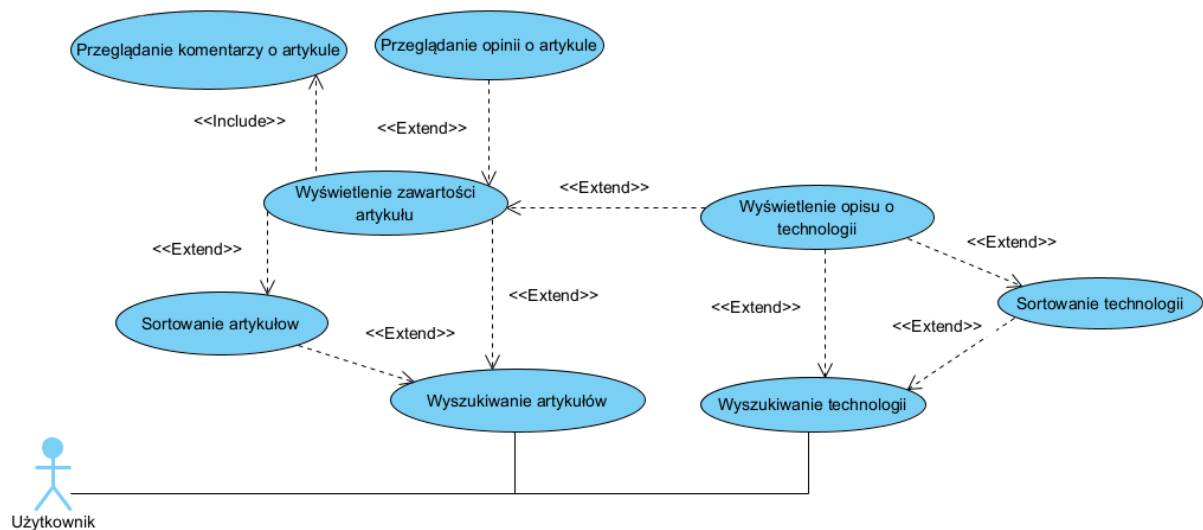 Przeglądanie komentarzy o artykule
Przeglądanie opinii o artykule
<<Include>>
<<Extend>>
Wyświetlenie zawartości
artykułu
<<Extend>>
Wyświetlenie opisu o
technologii
<<Extend>>
<<Extend>>
<<Extend>>
<<Extend>>
Sortowanie artykułow
Sortowanie technologii
<<Extend>>
<<Extend>>
Wyszukiwanie artykułów
Wyszukiwanie technologii
Użytkownik